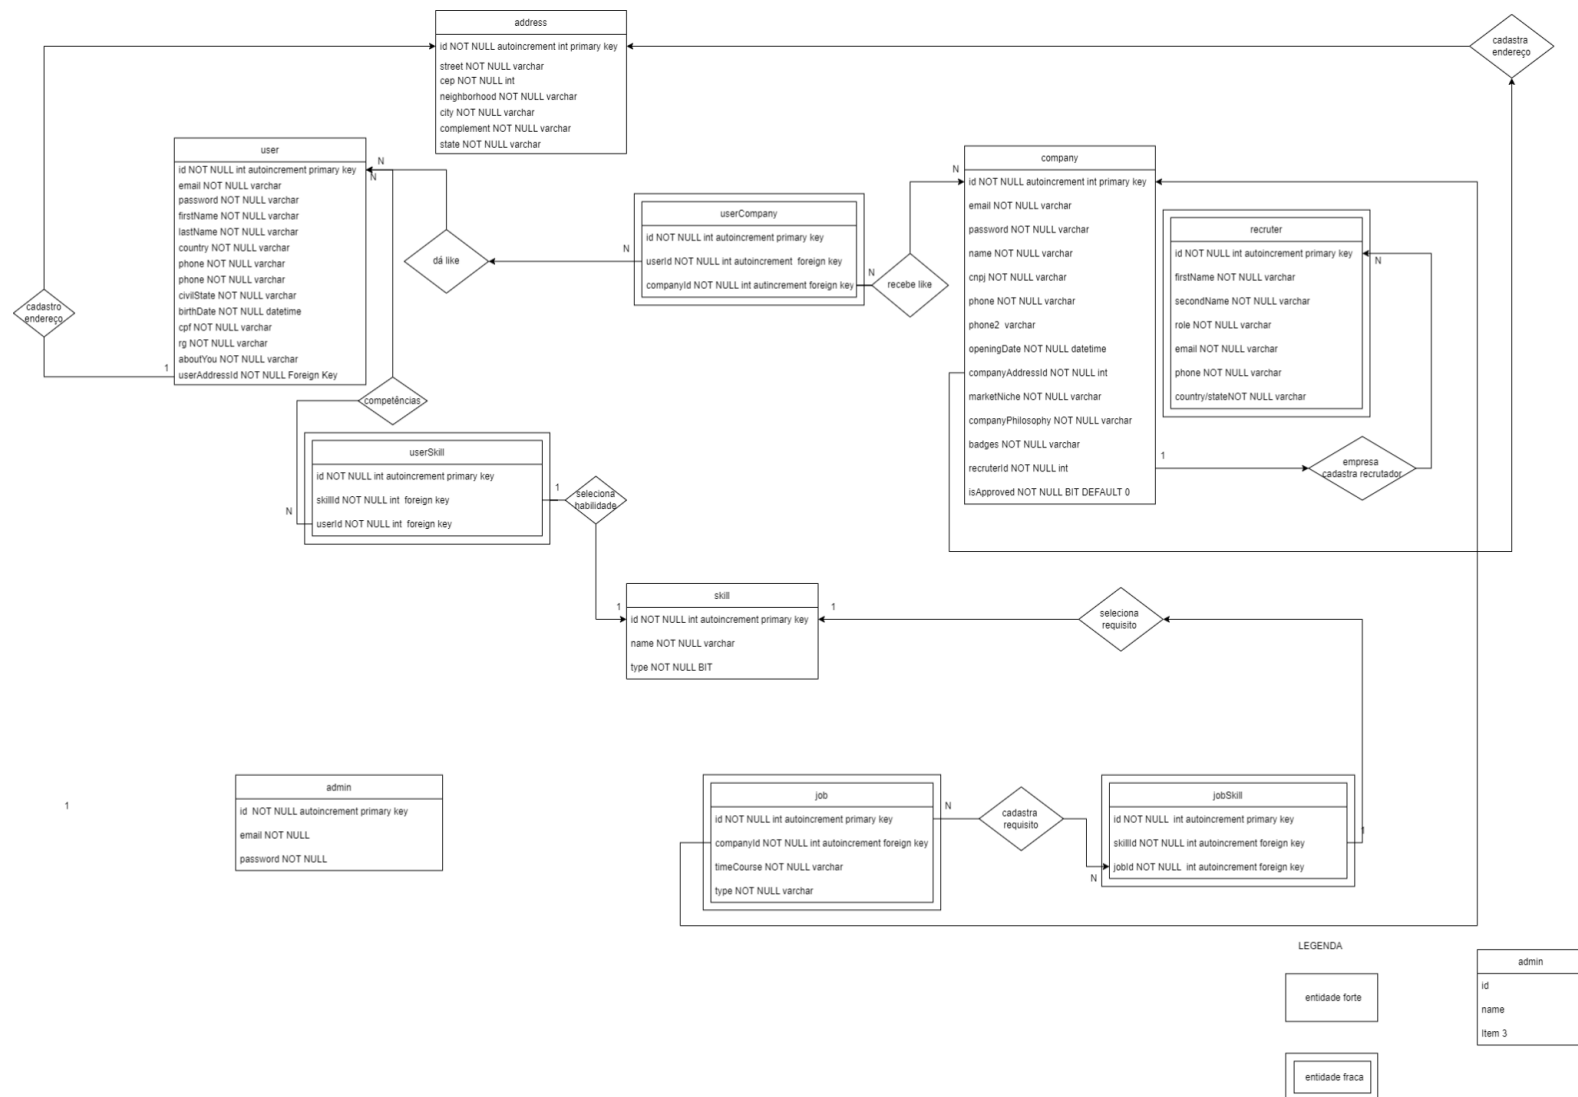 address
id NOT NULL autoincrement int primary key
street NOT NULL varchar
cep NOT NULL int
neighborhood NOT NULL varchar
city NOT NULL varchar
complement NOT NULL varchar
state NOT NULL varchar
cadastra
endereço
user
id NOT NULL int autoincrement primary key
email NOT NULL varchar
password NOT NULL varchar
firstName NOT NULL varchar
lastName NOT NULL varchar
country NOT NULL varchar
phone NOT NULL varchar
phone NOT NULL varchar
civilState NOT NULL varchar
birthDate NOT NULL datetime
cpf NOT NULL varchar
rg NOT NULL varchar
aboutYou NOT NULL varchar
userAddressId NOT NULL Foreign Key
N
N
cadastro
endereço
1
dá like
N
userCompany
id NOT NULL int autoincrement primary key
userId NOT NULL int autoincrement  foreign key
companyId NOT NULL int autincrement foreign key
N
recebe like
N
company
id NOT NULL autoincrement int primary key
email NOT NULL varchar
password NOT NULL varchar
name NOT NULL varchar
cnpj NOT NULL varchar
phone NOT NULL varchar
phone2  varchar
openingDate NOT NULL datetime
companyAddressId NOT NULL int
marketNiche NOT NULL varchar
companyPhilosophy NOT NULL varchar
badges NOT NULL varchar
recruterId NOT NULL int
isApproved NOT NULL BIT DEFAULT 0
recruter
id NOT NULL int autoincrement primary key
firstName NOT NULL varchar
secondName NOT NULL varchar
role NOT NULL varchar
email NOT NULL varchar
phone NOT NULL varchar
country/stateNOT NULL varchar
N
1
empresa
cadastra recrutador
competências
userSkill
id NOT NULL int autoincrement primary key
skillId NOT NULL int  foreign key
userId NOT NULL int  foreign key
N
1
seleciona
habilidade
skill
id NOT NULL int autoincrement primary key
name NOT NULL varchar
type NOT NULL BIT
1
1
seleciona
requisito
1
admin
id  NOT NULL autoincrement primary key
email NOT NULL
password NOT NULL
job
id NOT NULL int autoincrement primary key
companyId NOT NULL int autoincrement foreign key
timeCourse NOT NULL varchar
type NOT NULL varchar
N
cadastra
requisito
N
jobSkill
id NOT NULL  int autoincrement primary key
skillId NOT NULL int autoincrement foreign key
jobId NOT NULL  int autoincrement foreign key
1
LEGENDA
entidade forte
entidade fraca
admin
id
name
Item 3